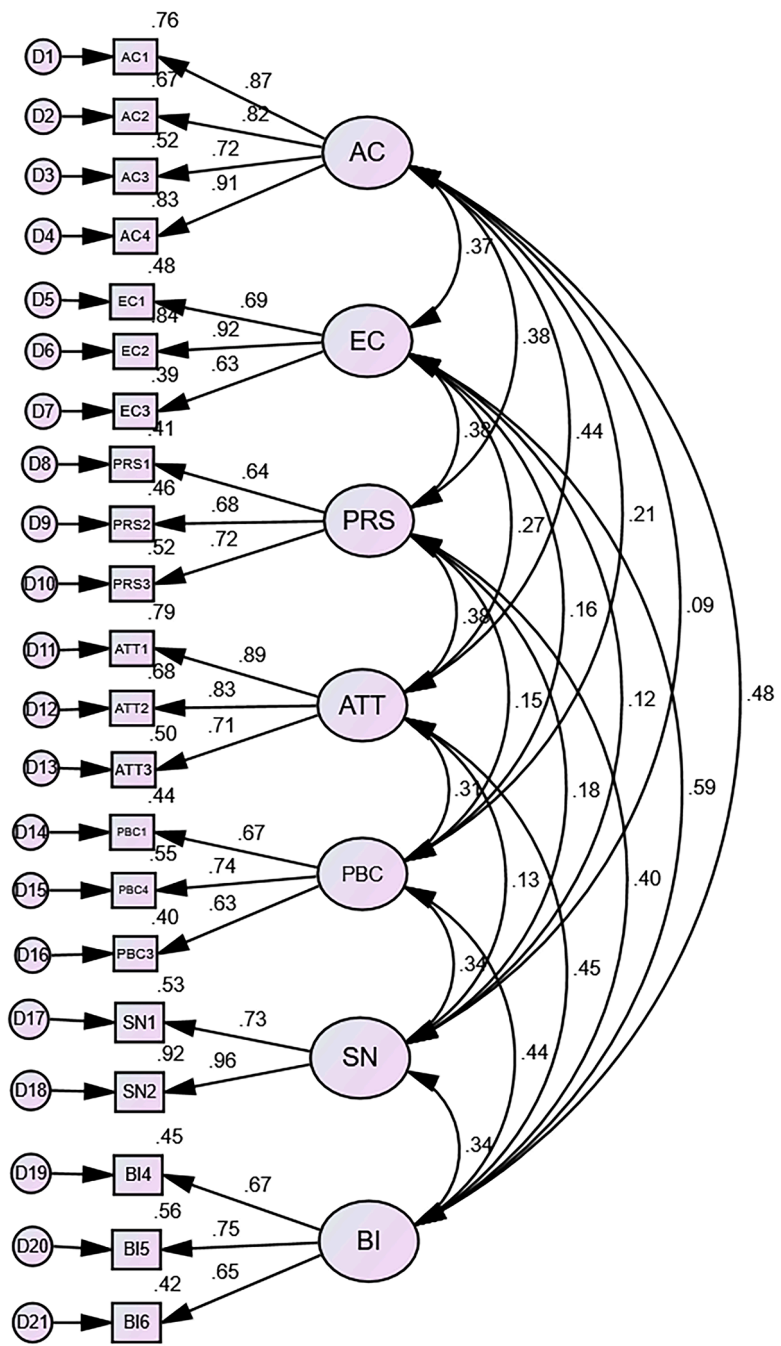 .76
D1 AC1 .87
.67
D2 AC2 .82
AC
.52
D3 AC3 .72
.83
D4 AC4 .91
.37
.48
D5 EC1 .69
.84
D6 EC2 .92
EC
.38
.39
D7 EC3 .63
.41
.38
.44
D8 PRS1 .64
.46
D9 PRS2 .68
PRS
.27
.21
.52
D10 PRS3 .72
.79
.38
.16
.09
D11 ATT1 .89
.68
D12 ATT2 .83
ATT
.15
.12
.48
.50
D13 ATT3 .71
.44
.31
.18
.59
D14 PBC1 .67
.55
D15 PBC4 .74
PBC
.13
.40
.40
D16 PBC3 .63
.34
.45
.53
D17 SN1 .73
.92
D18 SN2 .96
SN
.44
.45
.34
D19 BI4 .67
.56
D20 BI5 .75
BI
.42
D21 BI6 .65